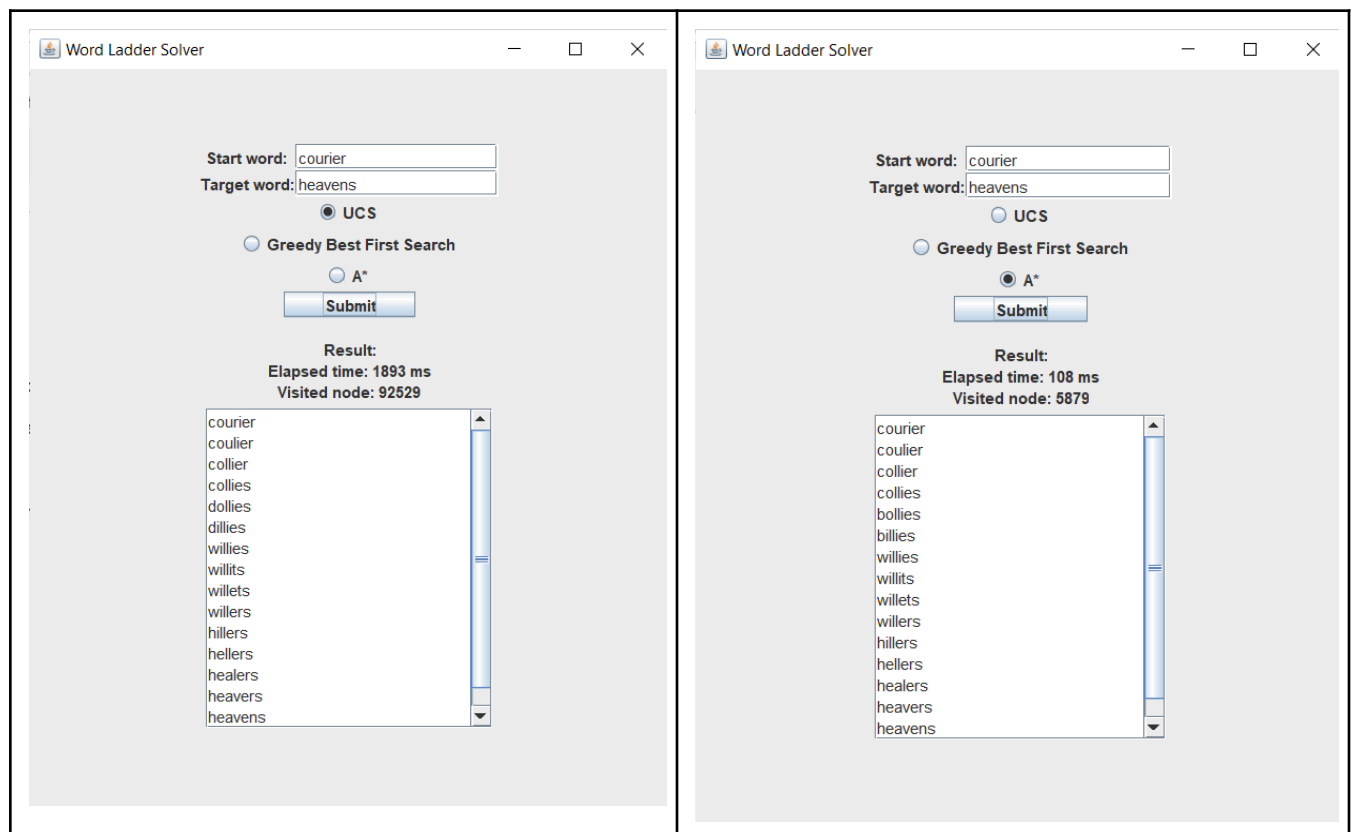 Word Ladder Solver
Start word: courier
Target word: heavens
UCS
Greedy Best First Search
A*
Submit
Result:
Elapsed time: 1893 ms
Visited node: 92529
courier
coulier
collier
collies
dollies
dillies
willies
willits
willets
willers
hillers
hellers
healers
heavers
heavens
Word Ladder Solver
Start word: courier
Target word: heavens
UCS
Greedy Best First Search
A*
Submit
Result:
Elapsed time: 108 ms
Visited node: 5879
courier
coulier
collier
collies
bollies
billies
willies
willits
willets
willers
hillers
hellers
healers
heavers
heavens